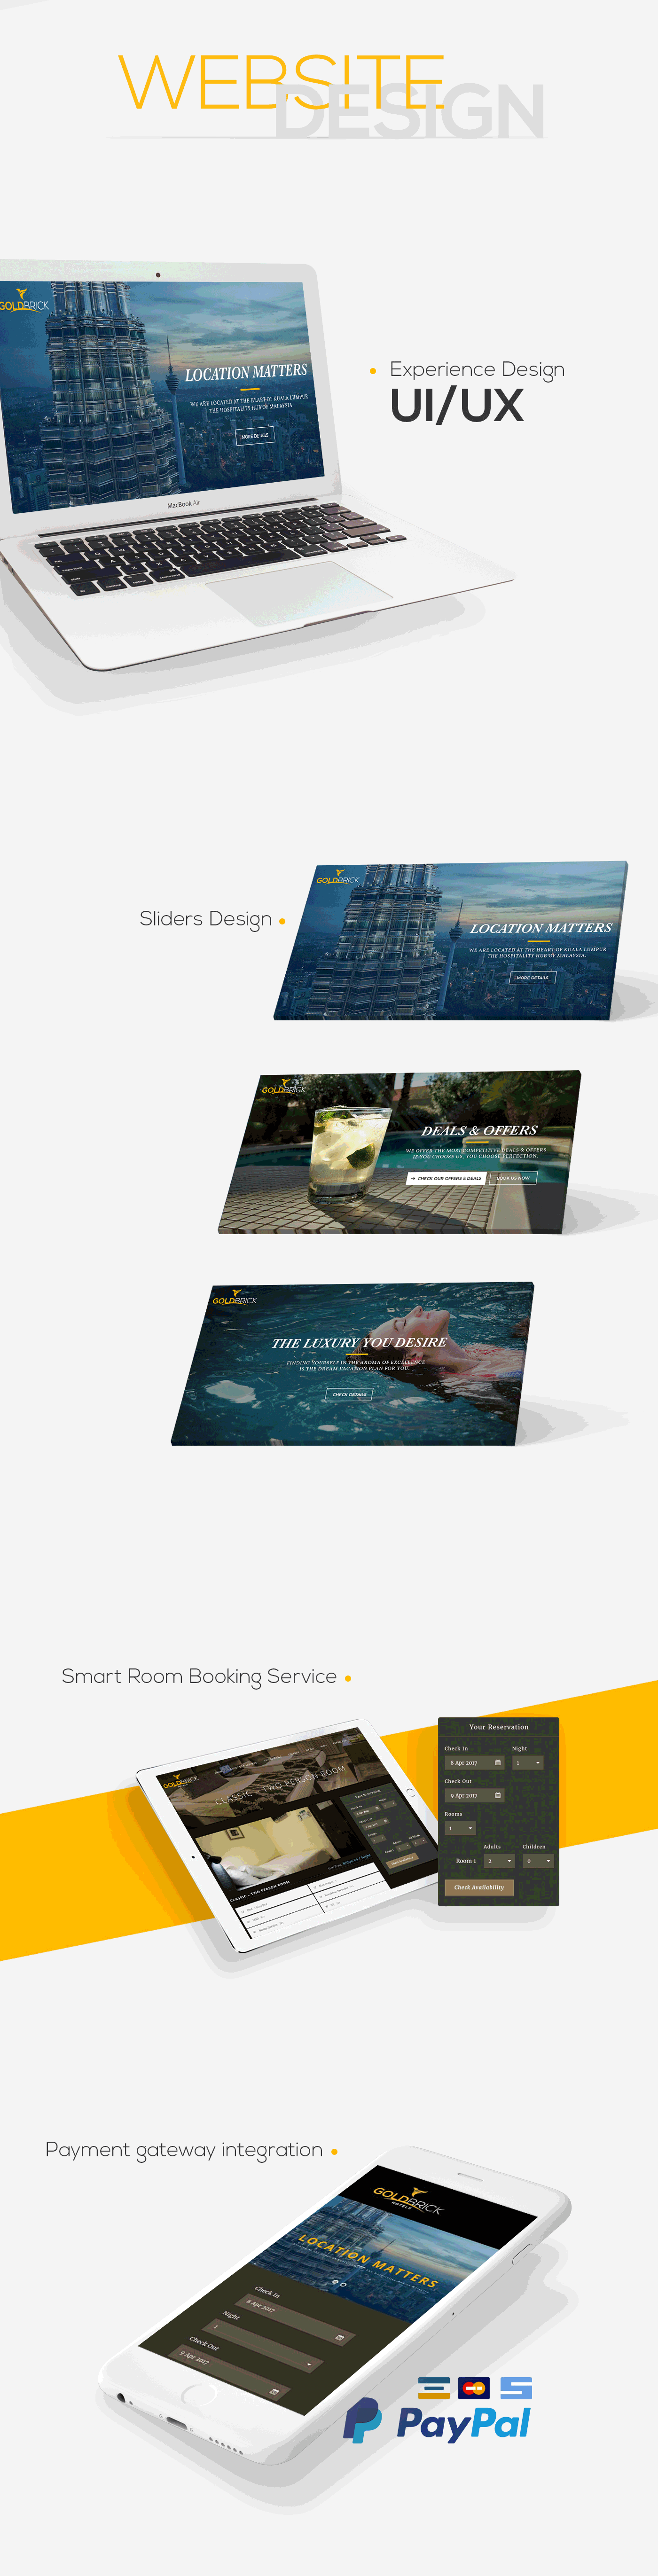 WEBSITE
DESIGN
GOLDBRICK
LOCATION MATTERS
WE ARE LOCATED AT THE HEART OF KUALA LUMPUR
THE HOSPITALITY HUB OF MALAYSIA.
MORE DETAILS
MacBook Air
Experience Design
UI/UX
Sliders Design
GOLDBRICK
LOCATION MATTERS
WE ARE LOCATED AT THE HEART OF KUALA LUMPUR
THE HOSPITALITY HUB OF MALAYSIA.
MORE DETAILS
GOLDBRICK
DEALS & OFFERS
WE OFFER THE MOST COMPETITIVE DEALS & OFFERS
IF YOU CHOOSE US, YOU CHOOSE PERFECTION.
CHECK OUR OFFERS & DEALS
BOOK US NOW
GOLDBRICK
THE LUXURY YOU DESIRE
FINDING YOURSELF IN THE AROMA OF EXCELLENCE
IS THE DREAM VACATION PLAN FOR YOU.
CHECK DETAILS
Smart Room Booking Service
GOLDBRICK
CLASSIC - TWO PERSON ROOM
CLASSIC - TWO PERSON ROOM
Your Reservation
Check In
Night
8 Apr 2017
1
Check Out
9 Apr 2017
Rooms
1
Adults
Children
Room 1
2
0
Check Availability
Payment gateway integration
GOLDBRICK
HOTELS
LOCATION MATTERS
Check In
8 Apr 2017
Night
1
Check Out
9 Apr 2017
PayPal